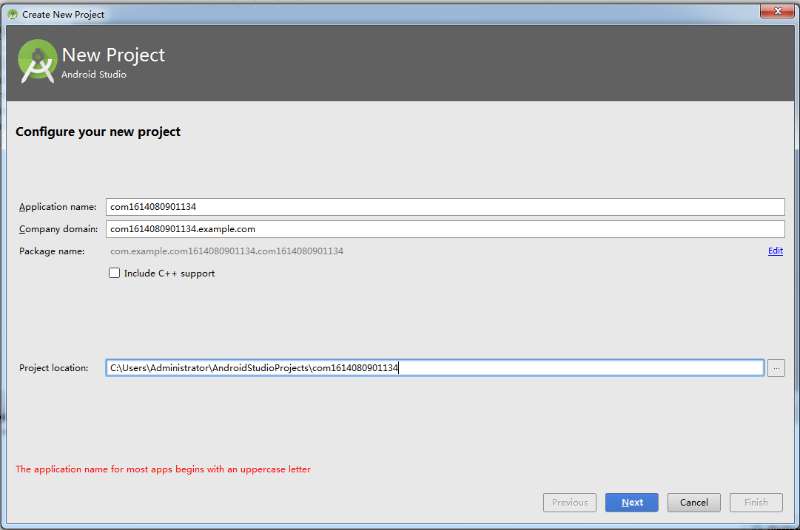 Create New Project
New Project
Android Studio
Configure your new project
Application name: com1614080901134
Company domain: com1614080901134.example.com
Package name: com.example.com1614080901134.com1614080901134 Edit
Include C++ support
Project location: C:\Users\Administrator\AndroidStudioProjects\com1614080901134 ...
The application name for most apps begins with an uppercase letter
Previous Next Cancel Finish